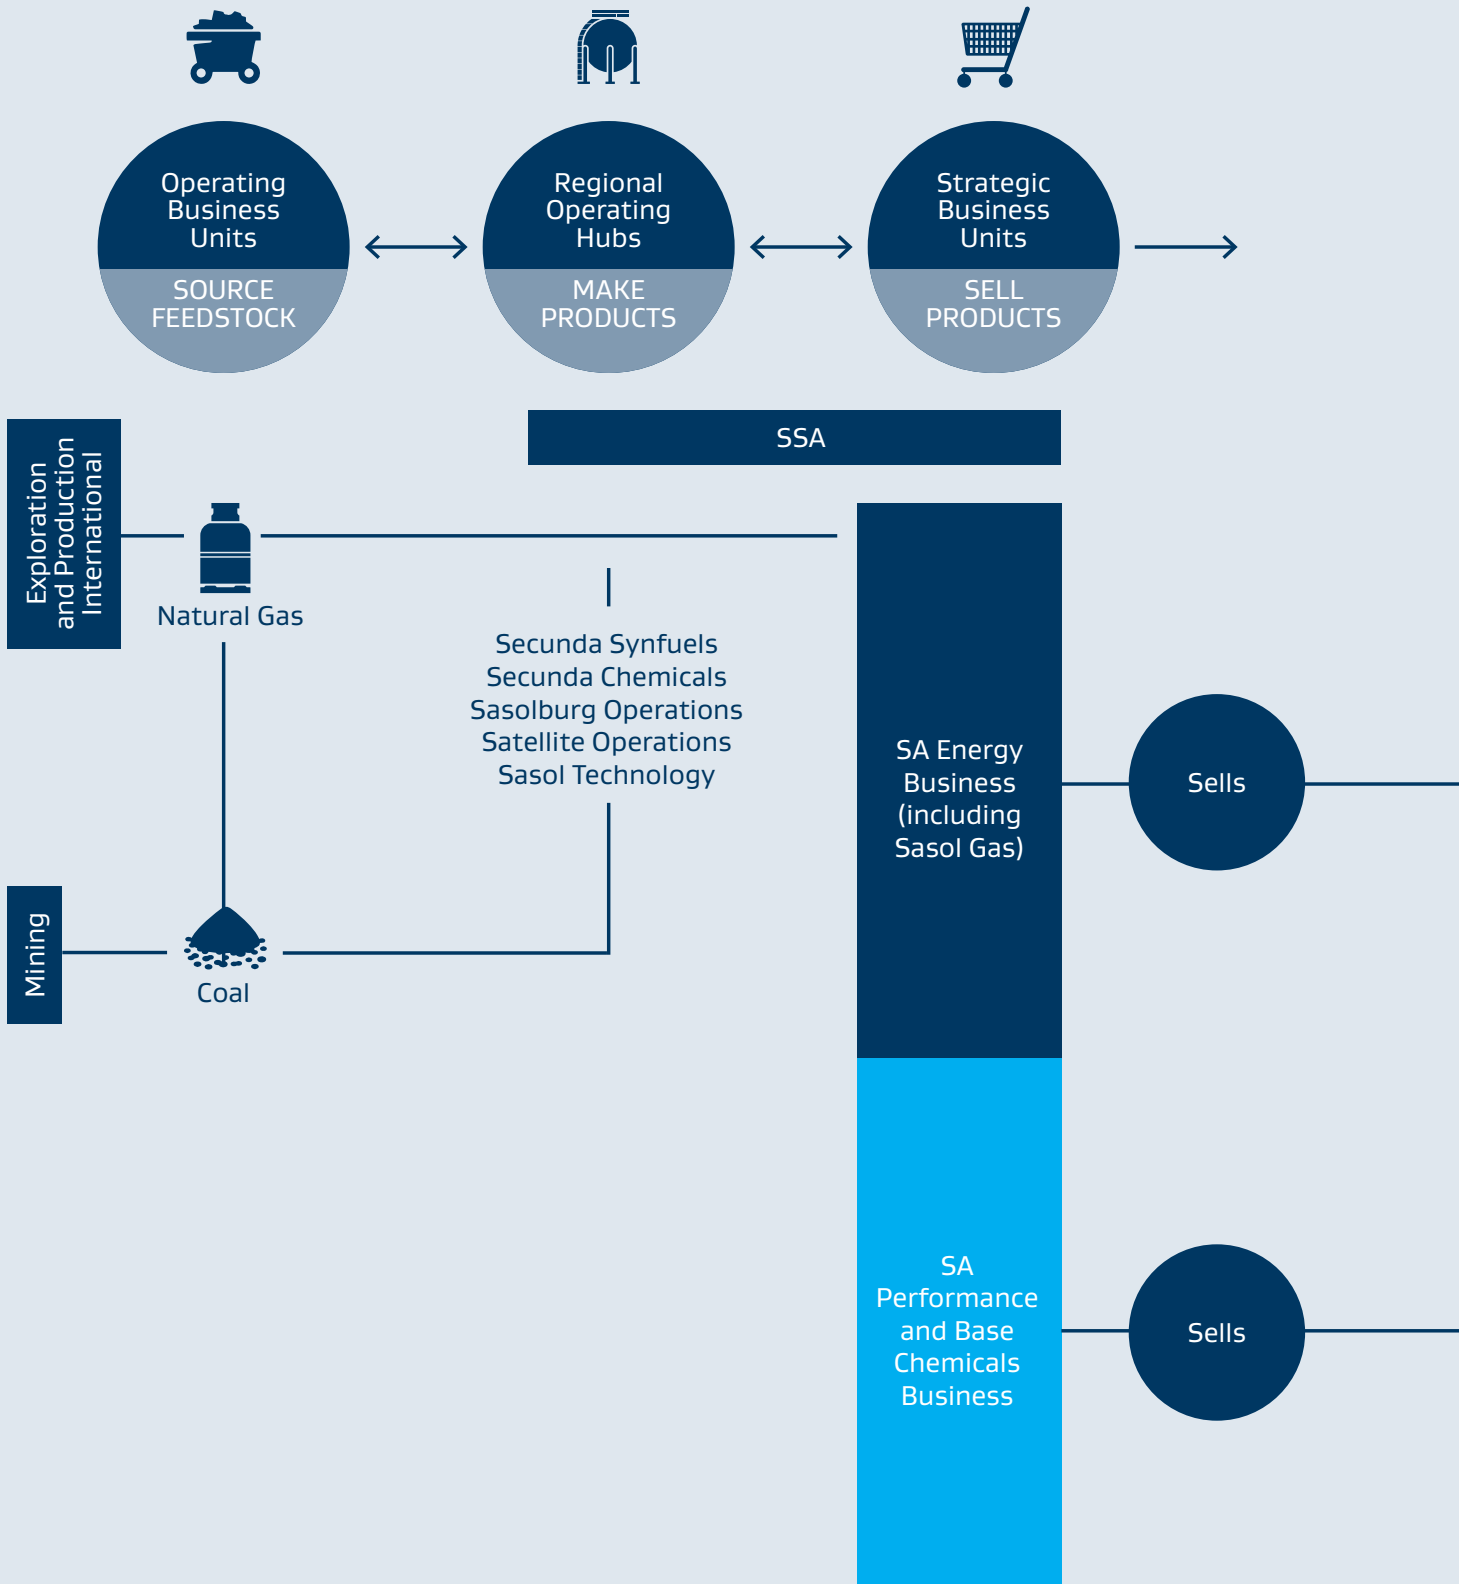 Operating
Business
Units
SOURCE
FEEDSTOCK
Regional
Operating
Hubs
MAKE
PRODUCTS
Strategic
Business
Units
SELL
PRODUCTS
SSA
Exploration
and Production
International
Natural Gas
Secunda Synfuels
Secunda Chemicals
Sasolburg Operations
Satellite Operations
Sasol Technology
SA Energy
Business
(including
Sasol Gas)
Sells
Mining
Coal
SA
Performance
and Base
Chemicals
Business
Sells